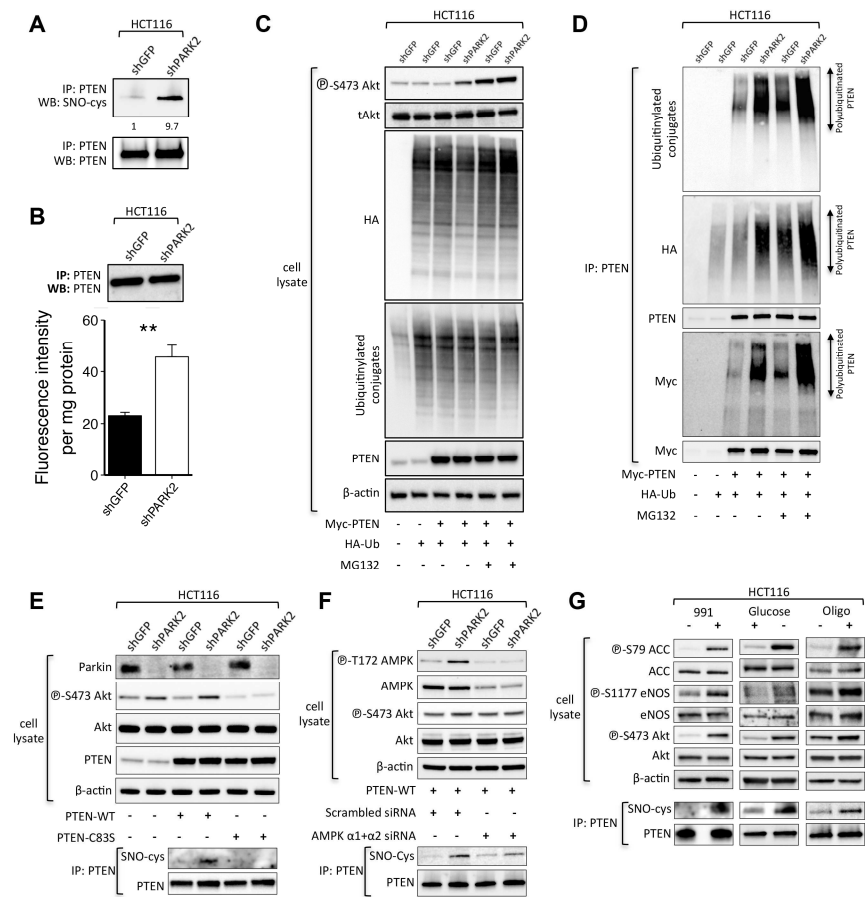 A
HCT116
shGFP
shPARK2
IP: PTEN
WB: SNO-cys
1 9.7
IP: PTEN
WB: PTEN
B
HCT116
shGFP
shPARK2
IP: PTEN
WB: PTEN
Fluorescence intensity
per mg protein
60
40
20
0
**
shGFP
shPARK2
C
HCT116
shGFP
shGFP
shGFP
shPARK2
shGFP
shPARK2
Ⓟ-S473 Akt
tAkt
HA
cell
lysate
Ubiquitinylated
conjugates
PTEN
β-actin
Myc-PTEN - - + + + +
HA-Ub - + + + + +
MG132 - - - - + +
D
HCT116
shGFP
shGFP
shGFP
shPARK2
shGFP
shPARK2
Ubiquitinylated
conjugates
Polyubiquitinated
PTEN
HA
Polyubiquitinated
PTEN
IP: PTEN
PTEN
Myc
Polyubiquitinated
PTEN
Myc
Myc-PTEN - - + + + +
HA-Ub - + + + + +
MG132 - - - - + +
E
HCT116
shGFP
shPARK2
shGFP
shPARK2
shGFP
shPARK2
Parkin
Ⓟ-S473 Akt
cell
lysate
Akt
PTEN
β-actin
PTEN-WT - - + + - -
PTEN-C83S - - - - + +
IP: PTEN
SNO-cys
PTEN
F
HCT116
shGFP
shPARK2
shGFP
shPARK2
Ⓟ-T172 AMPK
AMPK
cell
lysate
Ⓟ-S473 Akt
Akt
β-actin
PTEN-WT + + + +
Scrambled siRNA + + - -
AMPK α1+α2 siRNA - - + +
IP: PTEN
SNO-Cys
PTEN
G
HCT116
991 Glucose Oligo
- + + - - +
Ⓟ-S79 ACC
ACC
Ⓟ-S1177 eNOS
cell
lysate
eNOS
Ⓟ-S473 Akt
Akt
β-actin
IP: PTEN
SNO-cys
PTEN